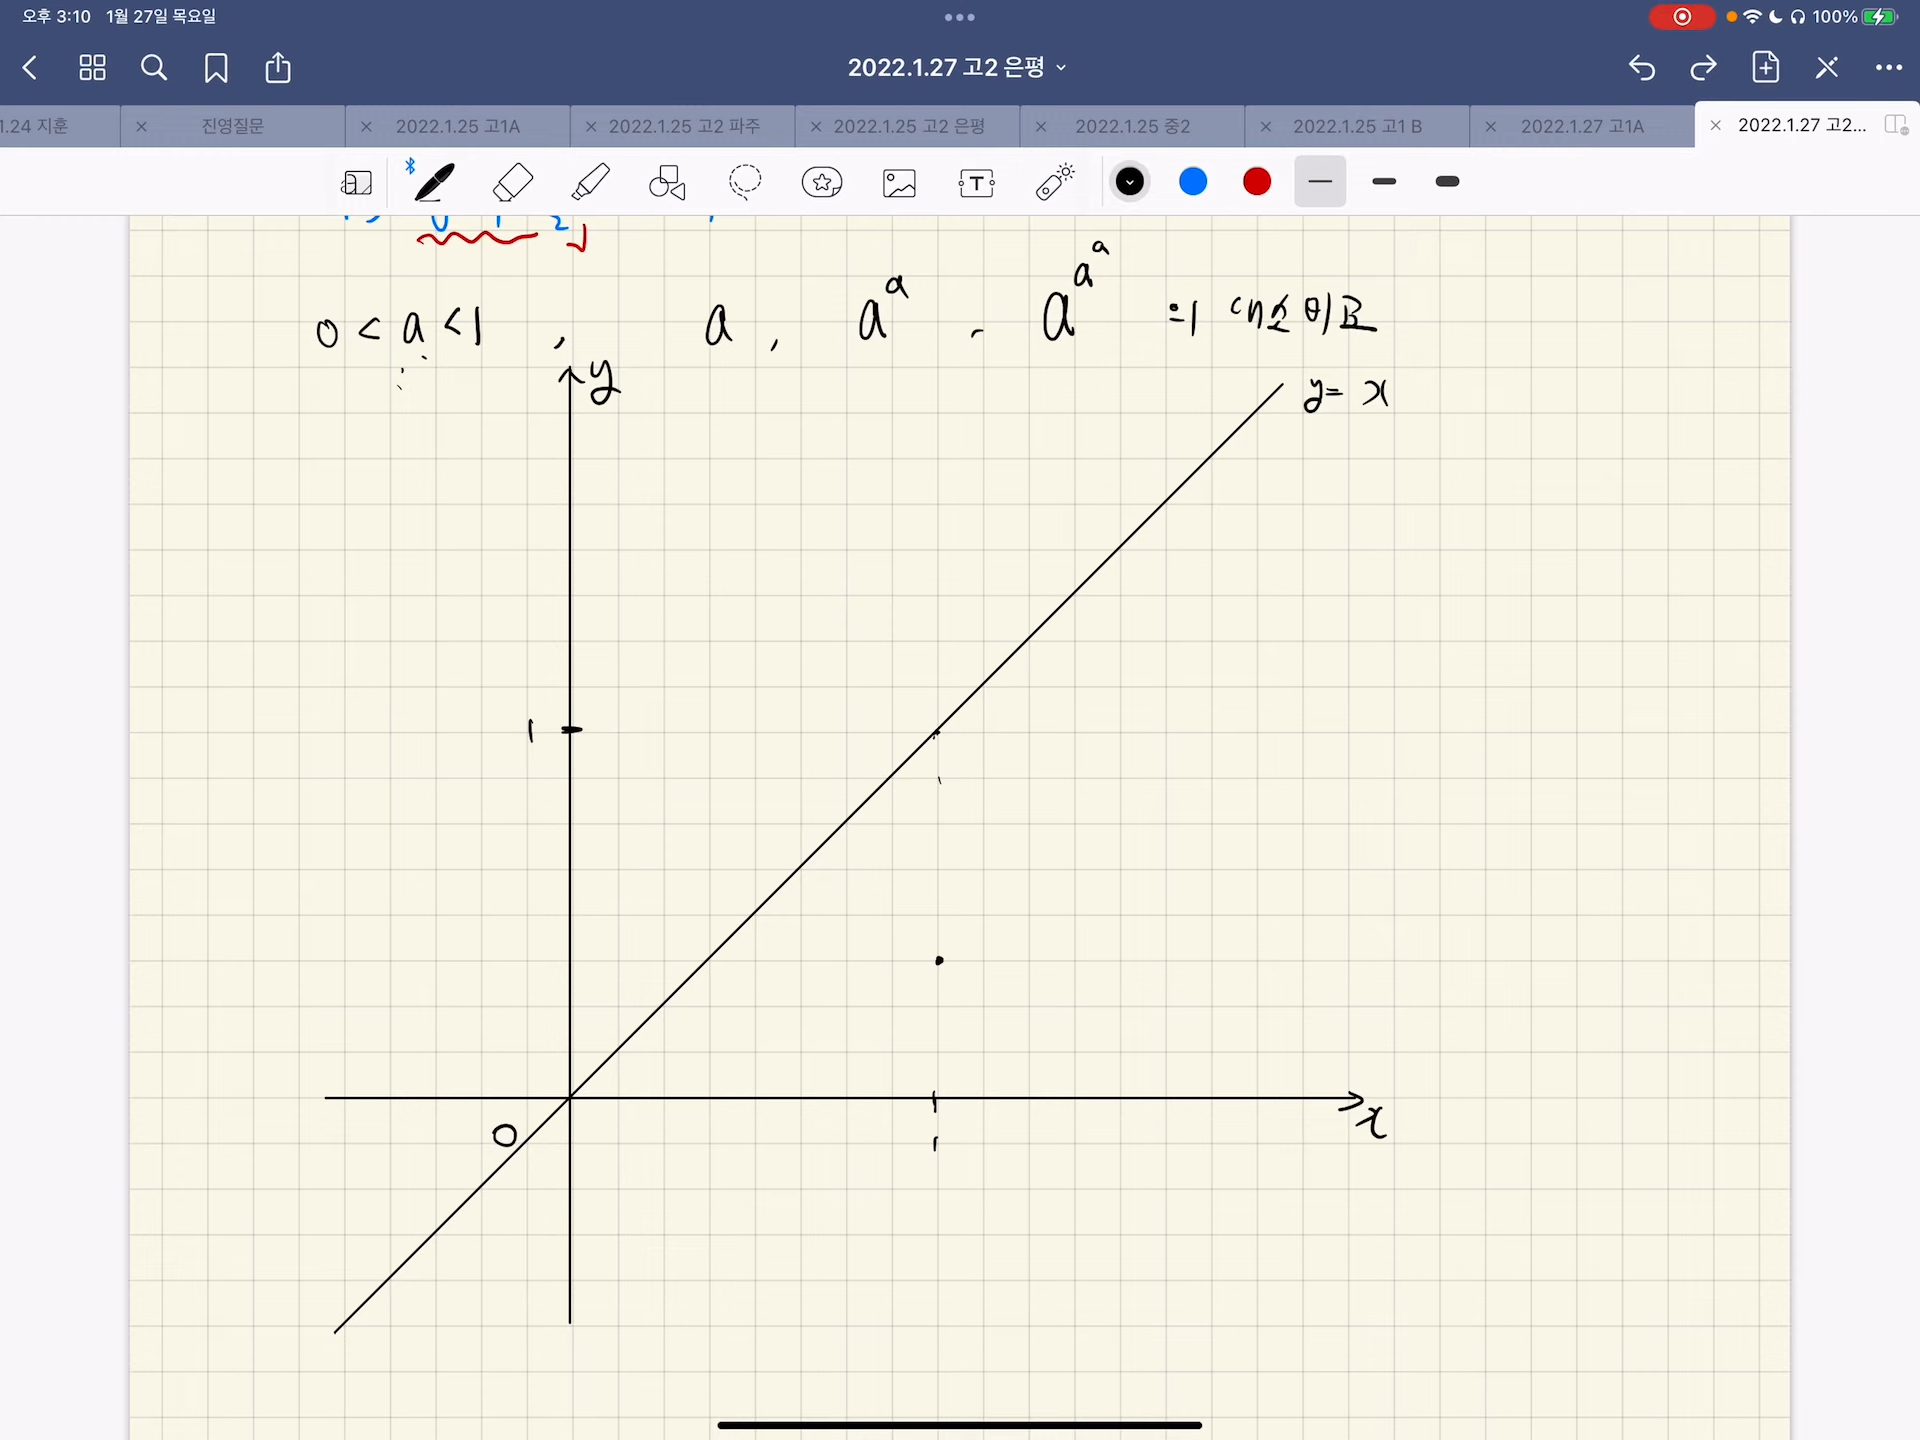 오후 3:10 1월 27일 목요일
100%
2022.1.27 고2 은평
1.24 지훈
진영질문
2022.1.25 고1A
2022.1.25 고2 파주
2022.1.25 고2 은평
2022.1.25 중2
2022.1.25 고1 B
2022.1.27 고1A
2022.1.27 고2...
0 < a < 1 , a , a^a , a^a^a 의 대소비교
y
y = x
1
0
1
x